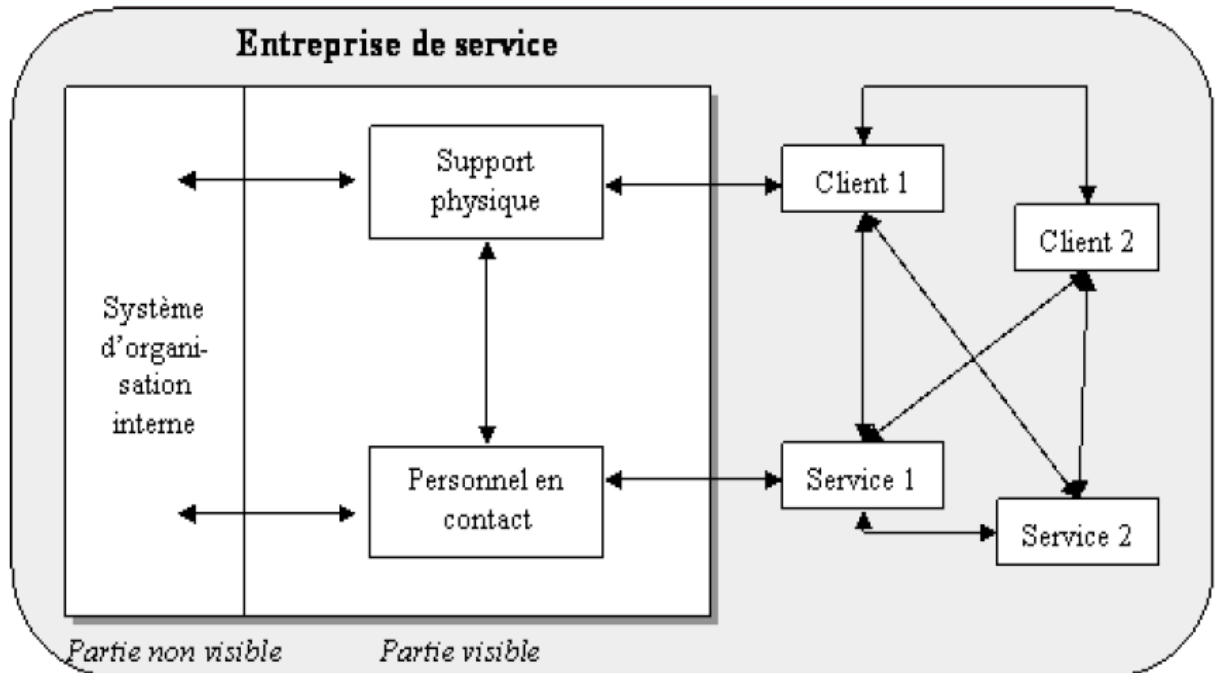 Entreprise de service
Support
physique
Client 1
Client 2
Système
d'organi-
sation
interne
Personnel en
contact
Service 1
Service 2
Partie non visible
Partie visible